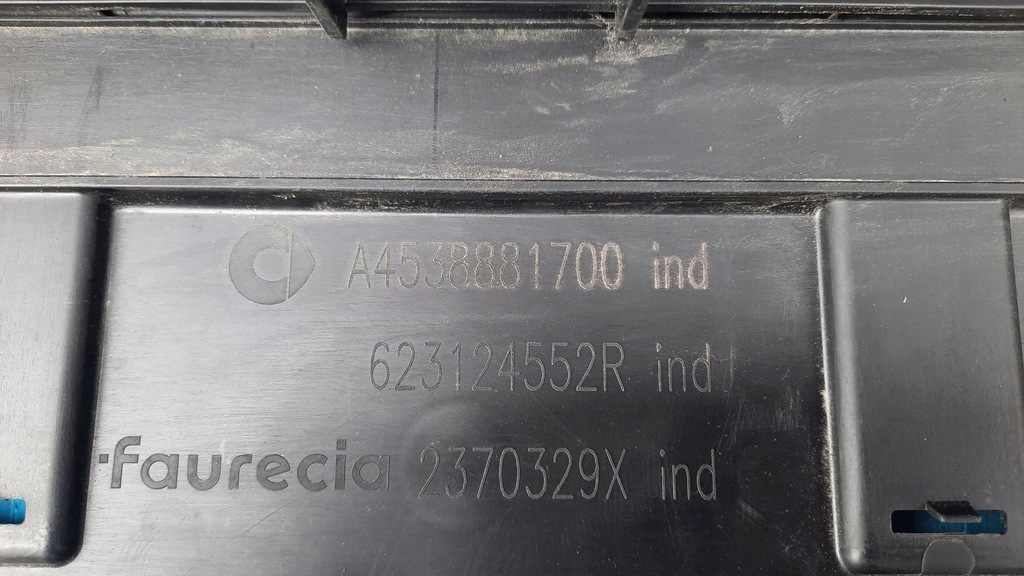 A4538881700 ind
623124552R ind
faurecia 2370329X ind